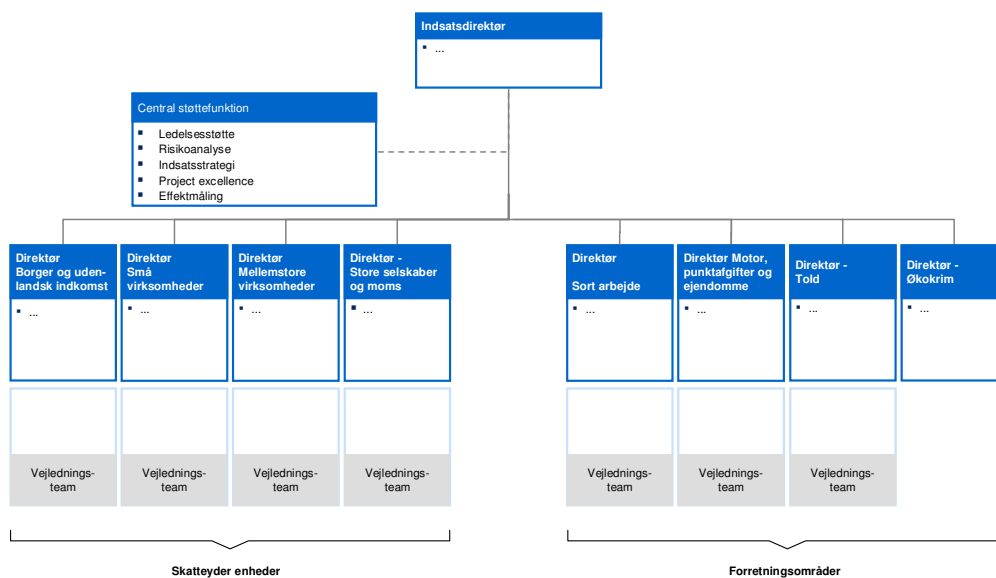 Indsatsdirektør
▪ ...
Central støttefunktion
▪ Ledelsesstøtte
▪ Risikoanalyse
▪ Indsatsstrategi
▪ Project excellence
▪ Effektmåling
Direktør
Borger og uden-
landsk indkomst
▪ ...
Direktør
Små
virksomheder
▪ ...
Direktør
Mellemstore
virksomheder
▪ ...
Direktør -
Store selskaber
og moms
▪ ...
Direktør
Sort arbejde
▪ ...
Direktør Motor,
punktafgifter og
ejendomme
▪ ...
Direktør -
Told
▪ ...
Direktør -
Økokrim
▪ ...
Vejlednings-
team
Vejlednings-
team
Vejlednings-
team
Vejlednings-
team
Vejlednings-
team
Vejlednings-
team
Vejlednings-
team
Skatteyder enheder
Forretningsområder